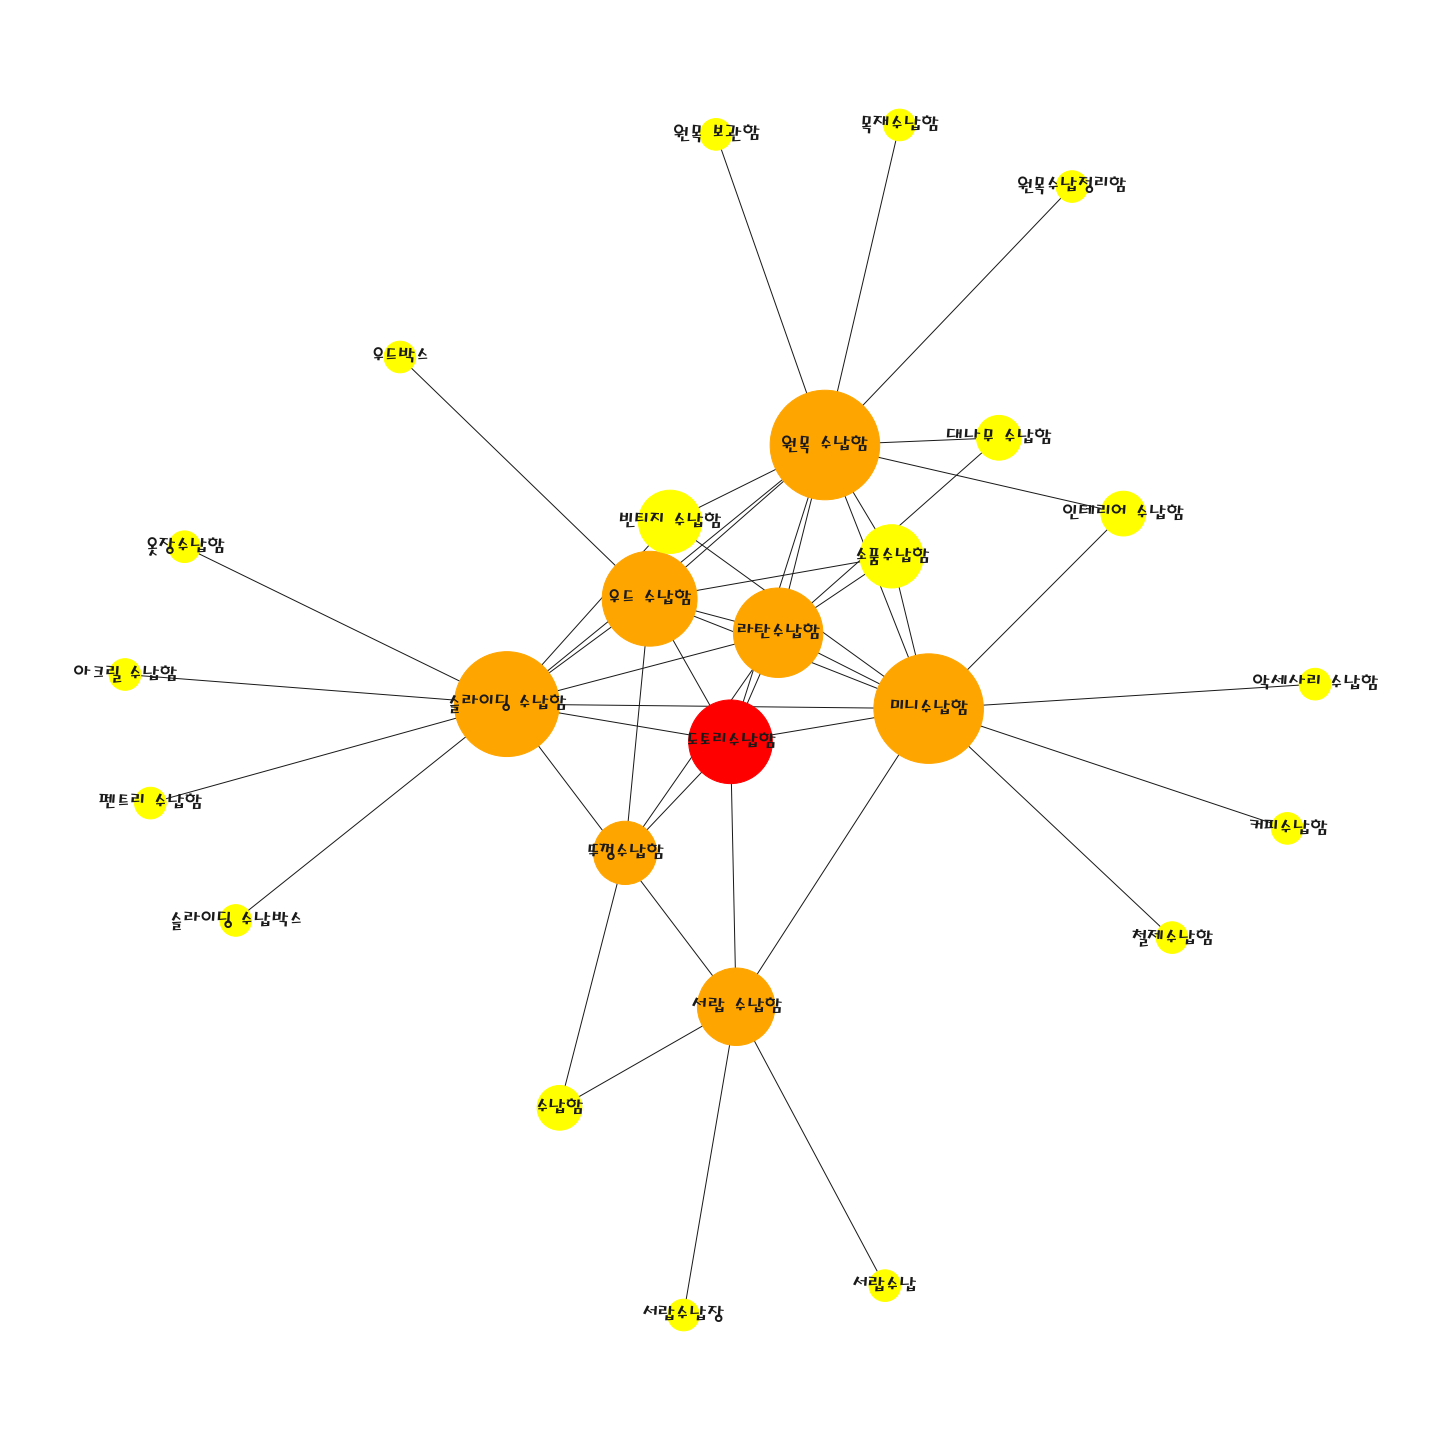 목재수납함
원목 보관함
원목수납정리함
우드박스
대나무 수납함
원목 수납함
인테리어 수납함
빈티지 수납함
옷장수납함
소품수납함
우드 수납함
라탄수납함
아크릴 수납함
악세사리 수납함
슬라이딩 수납함
미니수납함
도토리수납함
펜트리 수납함
커피수납함
뚜껑수납함
슬라이딩 수납박스
철제수납함
서랍 수납함
수납함
서랍수납
서랍수납장